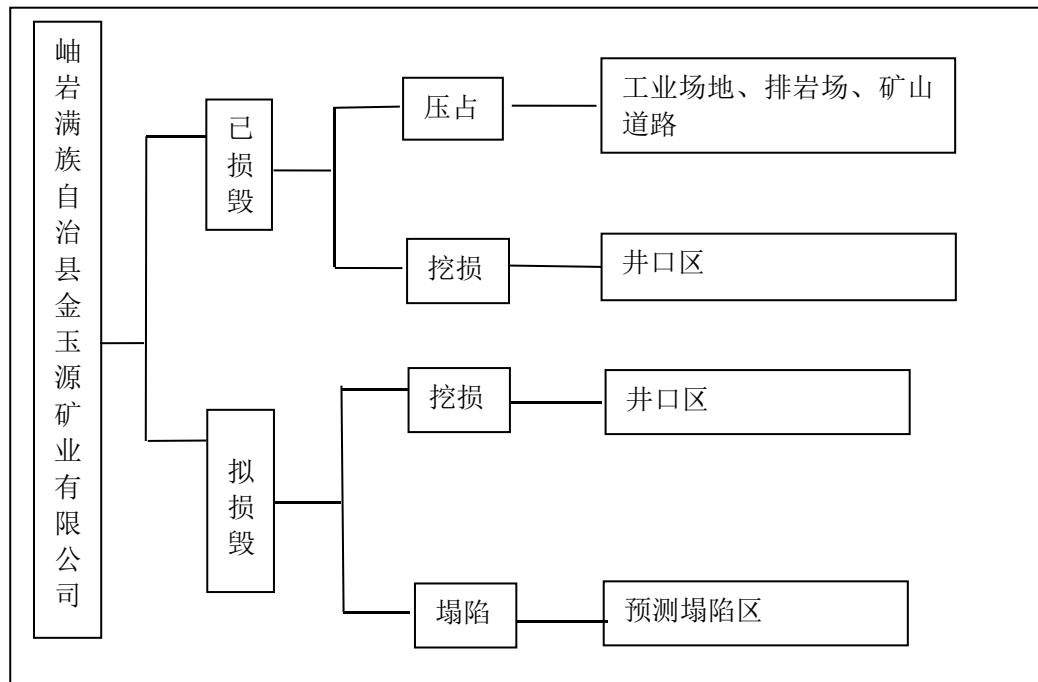 岫岩满族自治县金玉源矿业有限公司
已损毁
压占
工业场地、排岩场、矿山
道路
挖损
井口区
拟损毁
挖损
井口区
塌陷
预测塌陷区